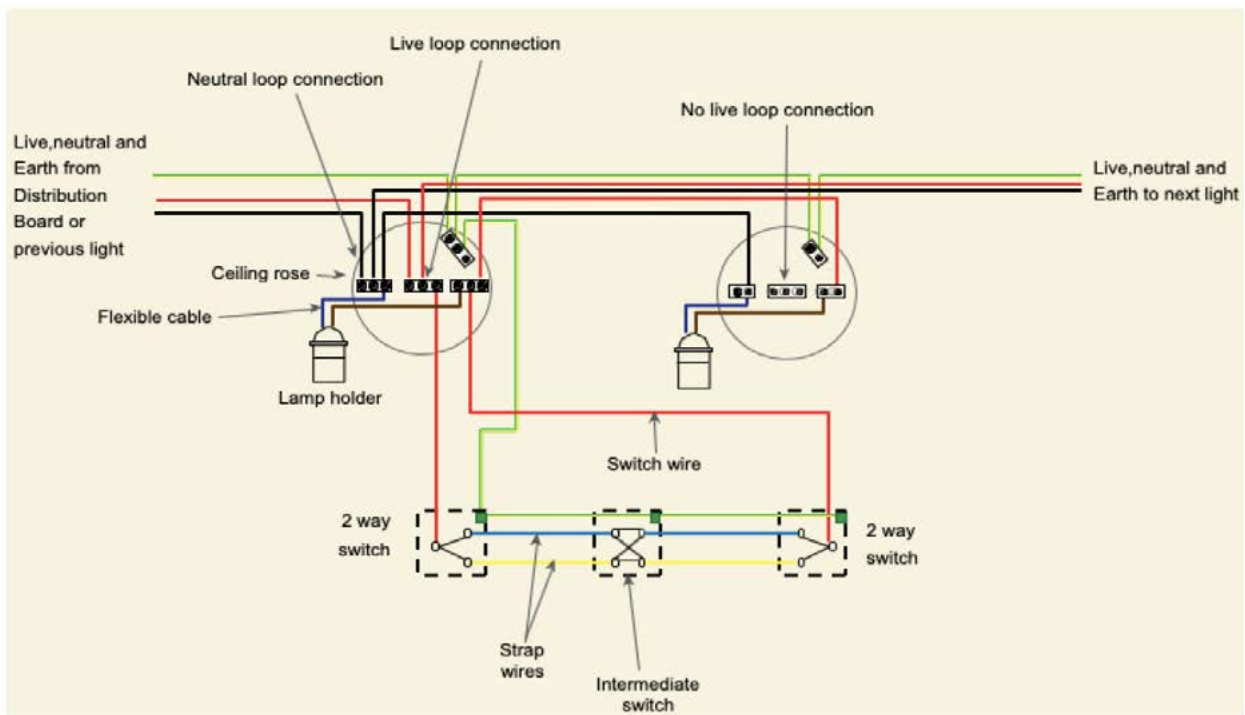 Live loop connection
Neutral loop connection
No live loop connection
Live,neutral and
Earth from
Distribution
Board or
previous light
Live,neutral and
Earth to next light
Ceiling rose
Flexible cable
Lamp holder
Switch wire
2 way
switch
2 way
switch
Strap
wires
Intermediate
switch